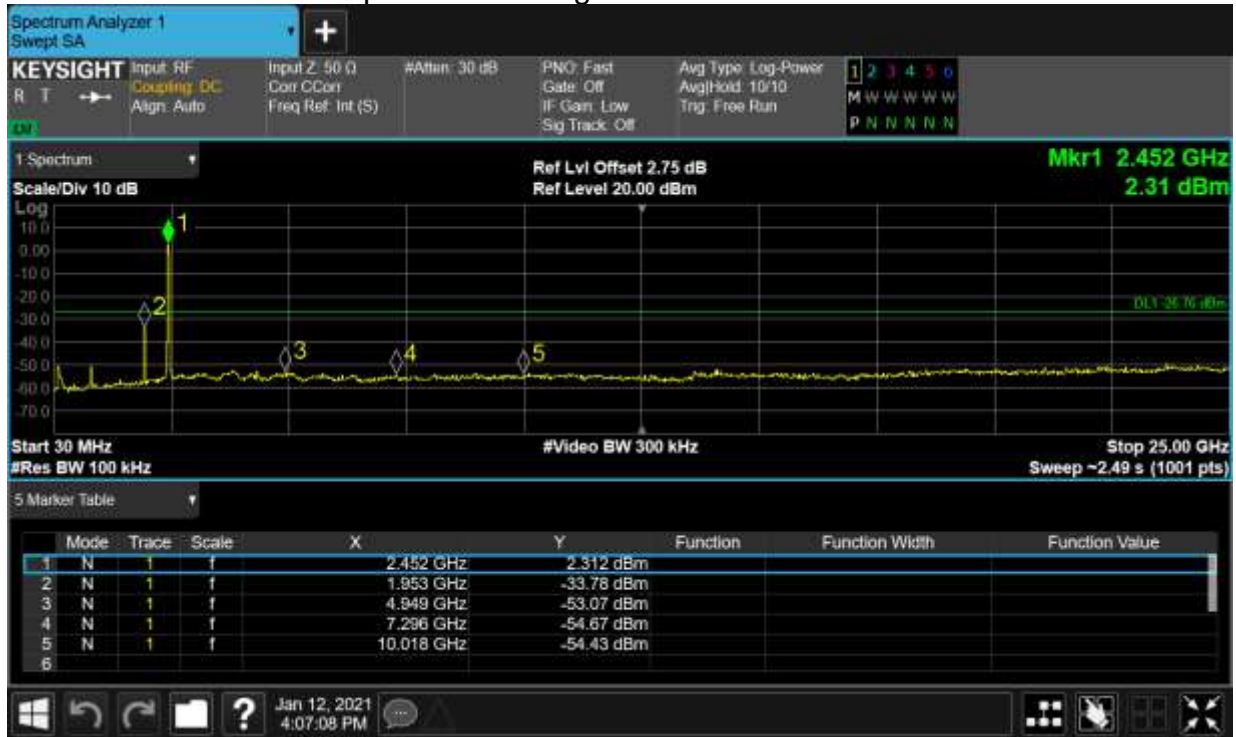 Spectrum Analyzer 1
Swept SA
+
KEYSIGHT Input: RF Input Z: 50 Ω #Atten: 30 dB PNO: Fast Avg Type: Log-Power 1 2 3 4 5 6
R T Coupling: DC Corr CCorr Gate: Off Avg|Hold: 10/10 M W W W W W
Align: Auto Freq Ref: Int (S) IF Gain: Low Trig: Free Run P N N N N N
Sig Track: Off
1 Spectrum Ref Lvl Offset 2.75 dB Mkr1 2.452 GHz
Scale/Div 10 dB Ref Level 20.00 dBm 2.31 dBm
Log
10.0 1
0.00
-10.0
-20.0 2 DL1 -26.76 dBm
-30.0
-40.0 3 4 5
-50.0
-60.0
-70.0
Start 30 MHz #Video BW 300 kHz Stop 25.00 GHz
#Res BW 100 kHz Sweep ~2.49 s (1001 pts)
5 Marker Table
Mode Trace Scale X Y Function Function Width Function Value
1 N 1 f 2.452 GHz 2.312 dBm
2 N 1 f 1.953 GHz -33.78 dBm
3 N 1 f 4.949 GHz -53.07 dBm
4 N 1 f 7.296 GHz -54.67 dBm
5 N 1 f 10.018 GHz -54.43 dBm
6
? Jan 12, 2021
4:07:08 PM